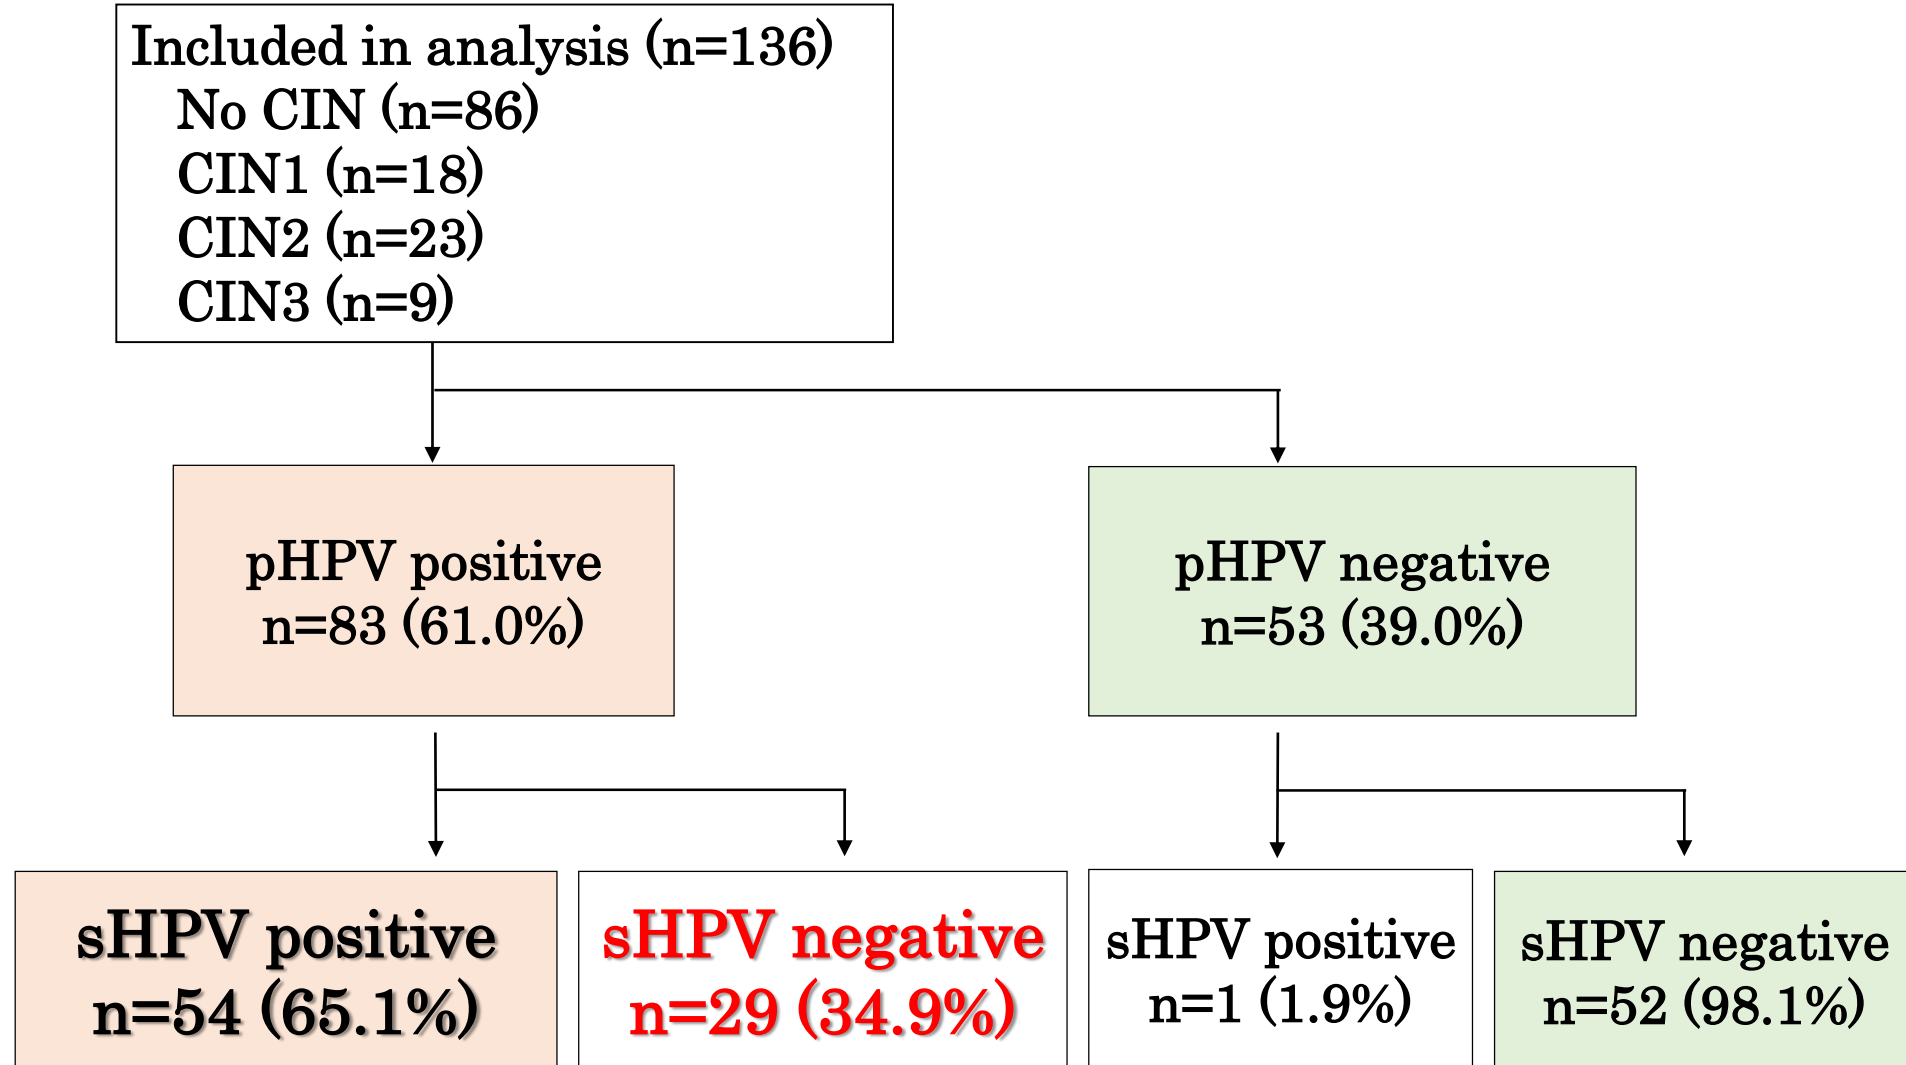 Included in analysis (n=136)
No CIN (n=86)
CIN1 (n=18)
CIN2 (n=23)
CIN3 (n=9)
pHPV positive
n=83 (61.0%)
pHPV negative
n=53 (39.0%)
sHPV positive
n=54 (65.1%)
sHPV negative
n=29 (34.9%)
sHPV positive
n=1 (1.9%)
sHPV negative
n=52 (98.1%)